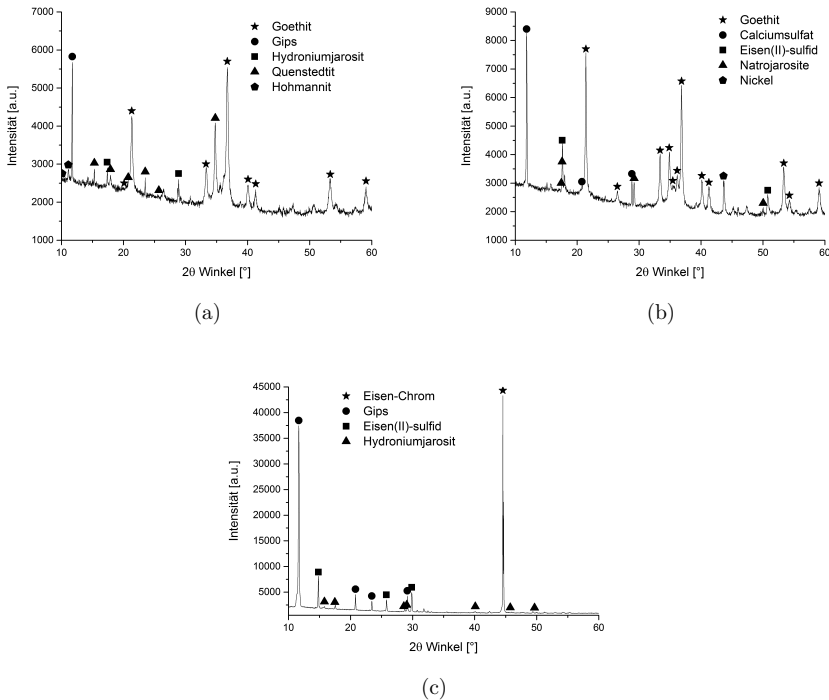 7000
6000
5000
4000
3000
2000
1000
Intensität [a.u.]
Goethit
Gips
Hydroniumjarosit
Quenstedtit
Hohmannit
10 20 30 40 50 60
2θ Winkel [°]
(a)
9000
8000
7000
6000
5000
4000
3000
2000
1000
Intensität [a.u.]
Goethit
Calciumsulfat
Eisen(II)-sulfid
Natrojarosite
Nickel
10 20 30 40 50 60
2θ Winkel [°]
(b)
45000
40000
35000
30000
25000
20000
15000
10000
5000
Intensität [a.u.]
Eisen-Chrom
Gips
Eisen(II)-sulfid
Hydroniumjarosit
10 20 30 40 50 60
2θ Winkel [°]
(c)